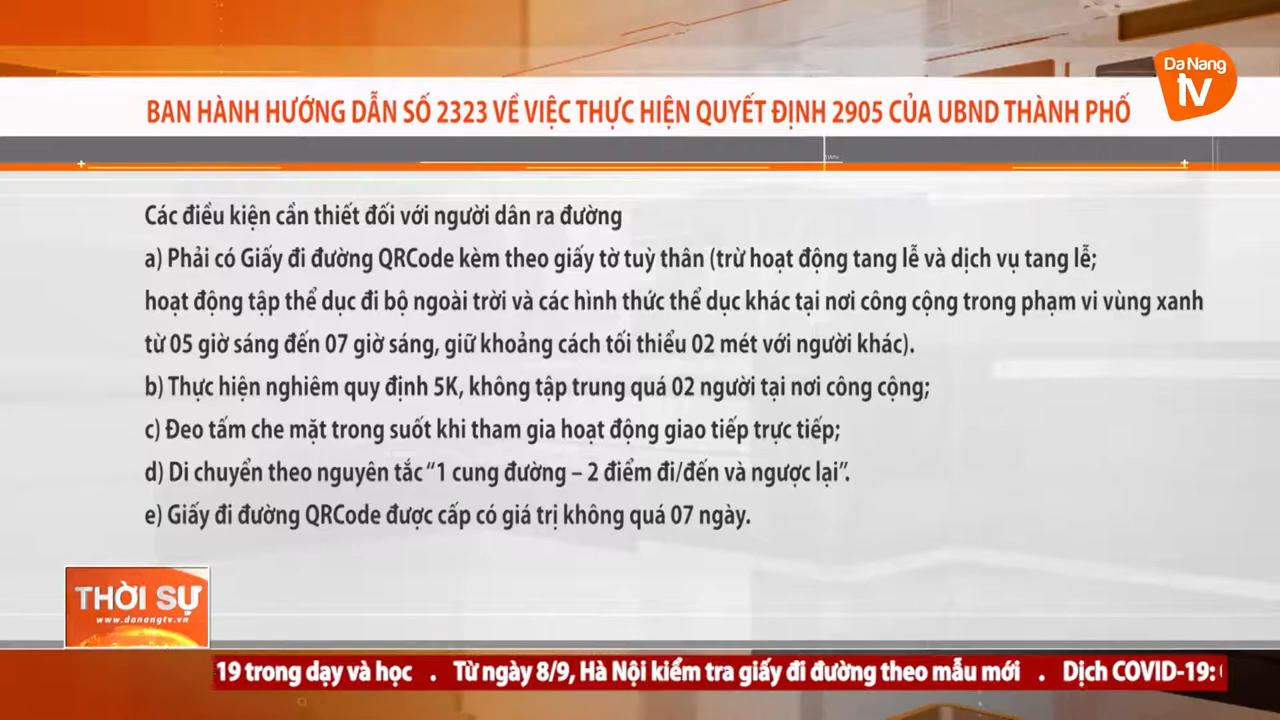 Da Nang
tv
BAN HÀNH HƯỚNG DẪN SỐ 2323 VỀ VIỆC THỰC HIỆN QUYẾT ĐỊNH 2905 CỦA UBND THÀNH PHỐ
Các điều kiện cần thiết đối với người dân ra đường
a) Phải có Giấy đi đường QRCode kèm theo giấy tờ tuỳ thân (trừ hoạt động tang lễ và dịch vụ tang lễ;
hoạt động tập thể dục đi bộ ngoài trời và các hình thức thể dục khác tại nơi công cộng trong phạm vi vùng xanh
từ 05 giờ sáng đến 07 giờ sáng, giữ khoảng cách tối thiểu 02 mét với người khác).
b) Thực hiện nghiêm quy định 5K, không tập trung quá 02 người tại nơi công cộng;
c) Đeo tấm che mặt trong suốt khi tham gia hoạt động giao tiếp trực tiếp;
d) Di chuyển theo nguyên tắc “1 cung đường – 2 điểm đi/đến và ngược lại”.
e) Giấy đi đường QRCode được cấp có giá trị không quá 07 ngày.
THỜI SỰ
www.danangtv.vn
19 trong dạy và học . Từ ngày 8/9, Hà Nội kiểm tra giấy đi đường theo mẫu mới . Dịch COVID-19: